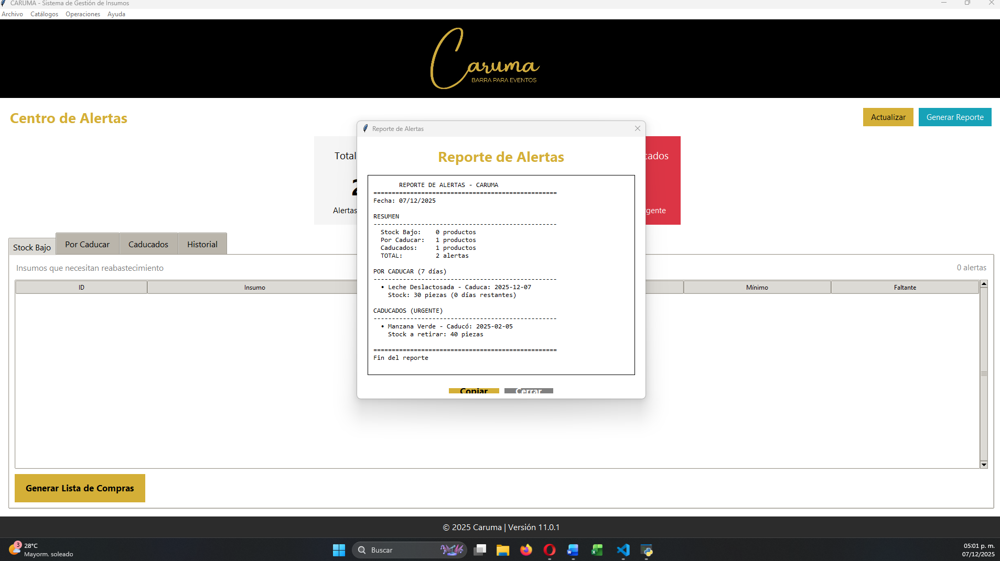 CARUMA - Sistema de Gestión de Insumos
Archivo Catálogos Operaciones Ayuda
Caruma
BARRA PARA EVENTOS
Centro de Alertas
Actualizar Generar Reporte
Total
Alertas
cados
gente
Reporte de Alertas
Reporte de Alertas
REPORTE DE ALERTAS - CARUMA
==================================================
Fecha: 07/12/2025
RESUMEN
--------------------------------------------------
Stock Bajo: 0 productos
Por Caducar: 1 productos
Caducados: 1 productos
TOTAL: 2 alertas
POR CADUCAR (7 días)
--------------------------------------------------
• Leche Deslactosada - Caduca: 2025-12-07
Stock: 30 piezas (0 días restantes)
CADUCADOS (URGENTE)
--------------------------------------------------
• Manzana Verde - Caducó: 2025-02-05
Stock a retirar: 40 piezas
==================================================
Fin del reporte
Copiar Cerrar
Stock Bajo Por Caducar Caducados Historial
Insumos que necesitan reabastecimiento 0 alertas
ID Insumo Mínimo Faltante
Generar Lista de Compras
© 2025 Caruma | Versión 11.0.1
3
28°C
Mayorm. soleado
Buscar
05:01 p. m.
07/12/2025